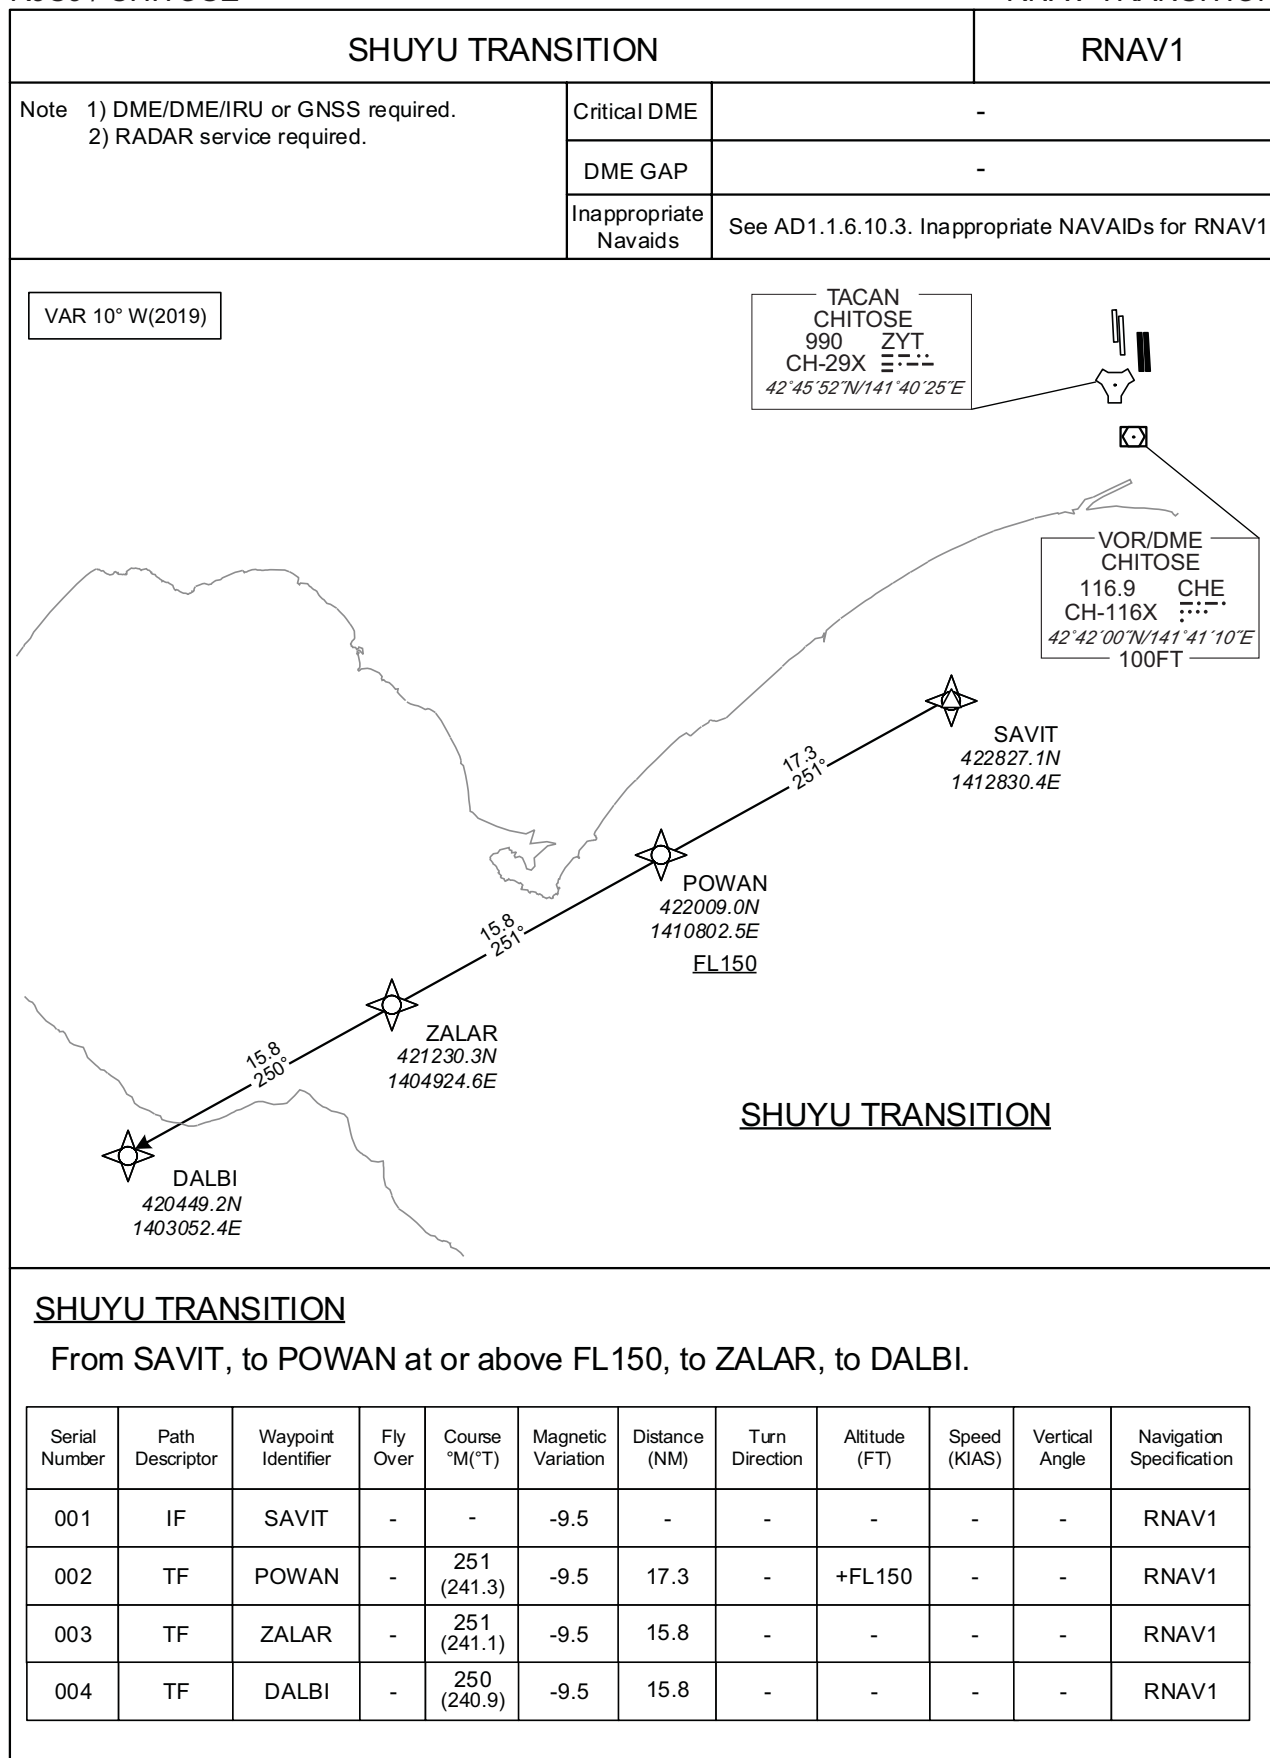 SHUYU TRANSITION
RNAV1
Note 1) DME/DME/IRU or GNSS required.
2) RADAR service required.
Critical DME
-
DME GAP
-
Inappropriate
Navaids
See AD1.1.6.10.3. Inappropriate NAVAIDs for RNAV1
VAR 10° W(2019)
TACAN
CHITOSE
990 ZYT
CH-29X
42°45´52˝N/141°40´25˝E
VOR/DME
CHITOSE
116.9 CHE
CH-116X
42°42´00˝N/141°41´10˝E
100FT
SAVIT
422827.1N
1412830.4E
17.3
251°
POWAN
422009.0N
1410802.5E
FL150
15.8
251°
ZALAR
421230.3N
1404924.6E
15.8
250°
DALBI
420449.2N
1403052.4E
SHUYU TRANSITION
SHUYU TRANSITION
From SAVIT, to POWAN at or above FL150, to ZALAR, to DALBI.
Serial Path Waypoint Fly Course Magnetic Distance Turn Altitude Speed Vertical Navigation
Number Descriptor Identifier Over °M(°T) Variation (NM) Direction (FT) (KIAS) Angle Specification
001 IF SAVIT - - -9.5 - - - - - RNAV1
002 TF POWAN - 251 (241.3) -9.5 17.3 - +FL150 - - RNAV1
003 TF ZALAR - 251 (241.1) -9.5 15.8 - - - - RNAV1
004 TF DALBI - 250 (240.9) -9.5 15.8 - - - - RNAV1